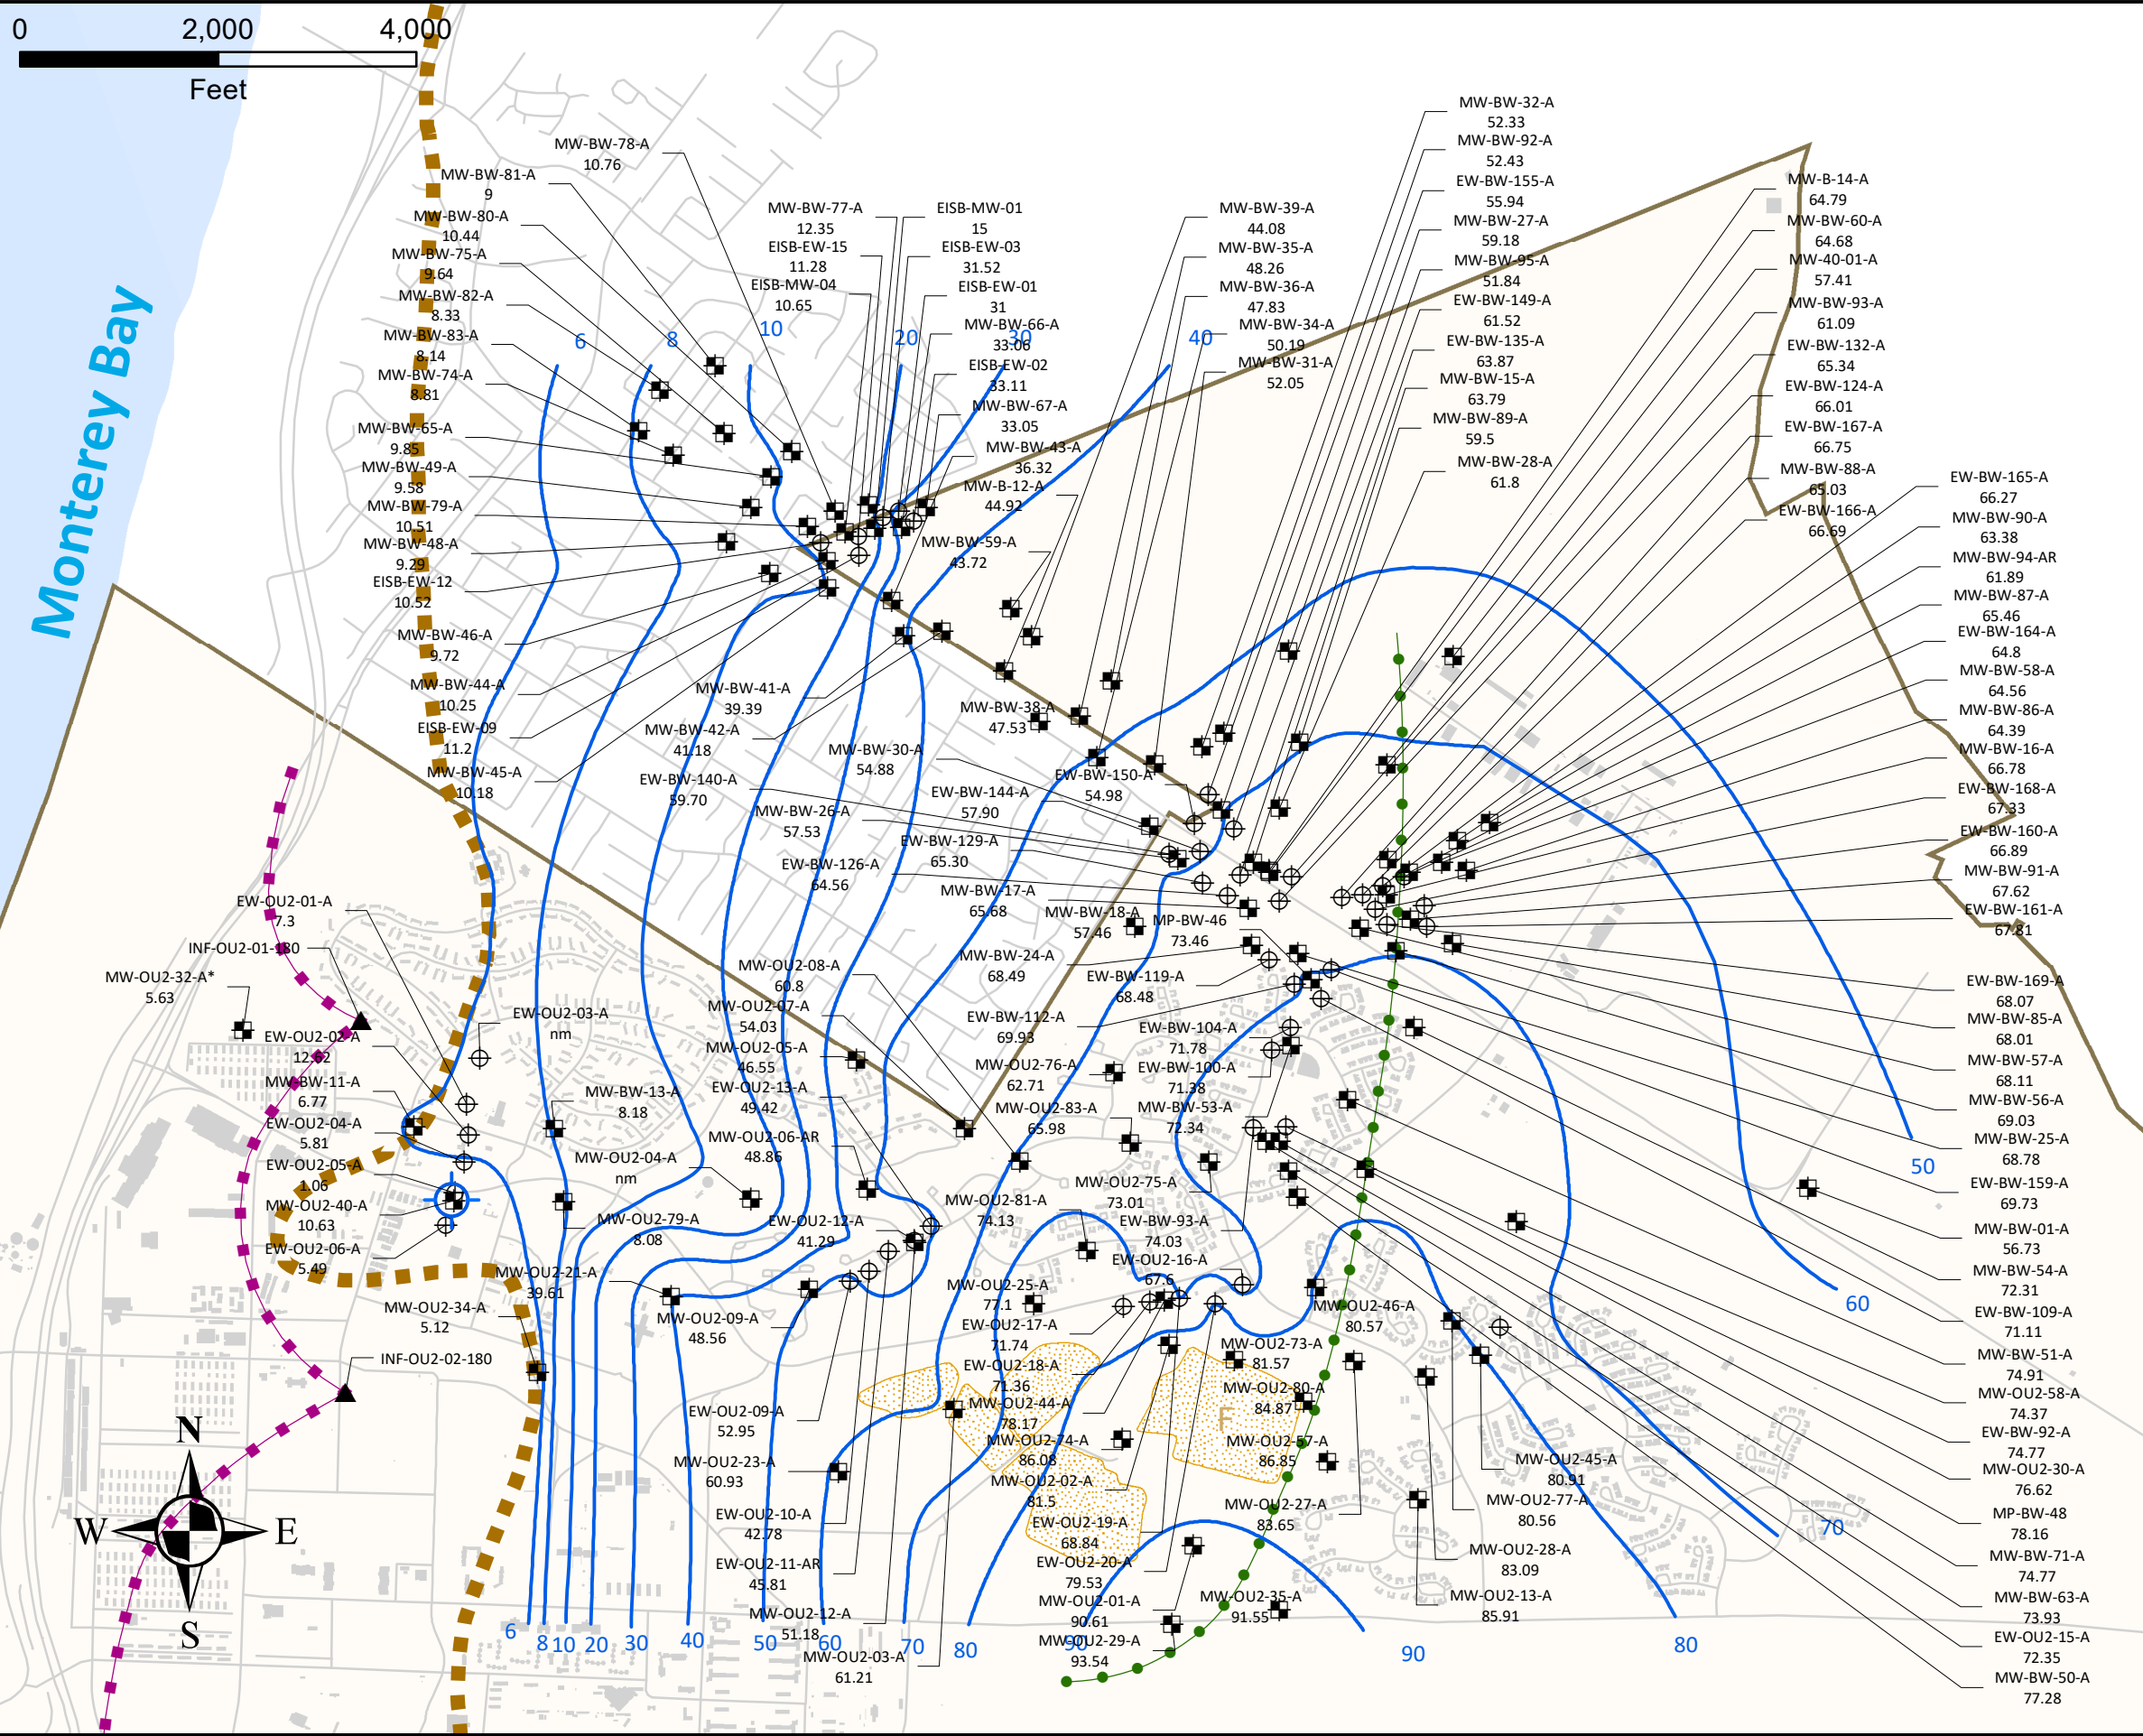 0 2,000 4,000
Feet
Monterey Bay
MW-BW-78-A
10.76
MW-BW-81-A
9
MW-BW-80-A
10.44
MW-BW-75-A
9.64
MW-BW-82-A
8.33
MW-BW-83-A
8.14
MW-BW-74-A
8.81
MW-BW-65-A
9.85
MW-BW-49-A
9.58
MW-BW-79-A
10.51
MW-BW-48-A
9.29
EISB-EW-12
10.52
MW-BW-46-A
9.72
MW-BW-44-A
10.25
EISB-EW-09
11.2
MW-BW-45-A
10.18
MW-BW-77-A
12.35
EISB-EW-15
11.28
EISB-MW-04
10.65
EISB-MW-01
15
EISB-EW-03
31.52
EISB-EW-01
31
MW-BW-66-A
33.06
EISB-EW-02
33.11
MW-BW-67-A
33.05
MW-BW-43-A
36.32
MW-B-12-A
44.92
MW-BW-59-A
43.72
6
8
10
20
30
40
MW-BW-39-A
44.08
MW-BW-35-A
48.26
MW-BW-36-A
47.83
MW-BW-34-A
50.19
MW-BW-31-A
52.05
MW-BW-32-A
52.33
MW-BW-92-A
52.43
EW-BW-155-A
55.94
MW-BW-27-A
59.18
MW-BW-95-A
51.84
EW-BW-149-A
61.52
EW-BW-135-A
63.87
MW-BW-15-A
63.79
MW-BW-89-A
59.5
MW-BW-28-A
61.8
MW-B-14-A
64.79
MW-BW-60-A
64.68
MW-40-01-A
57.41
MW-BW-93-A
61.09
EW-BW-132-A
65.34
EW-BW-124-A
66.01
EW-BW-167-A
66.75
MW-BW-88-A
65.03
EW-BW-166-A
66.69
EW-BW-165-A
66.27
MW-BW-90-A
63.38
MW-BW-94-AR
61.89
MW-BW-87-A
65.46
EW-BW-164-A
64.8
MW-BW-58-A
64.56
MW-BW-86-A
64.39
MW-BW-16-A
66.78
EW-BW-168-A
67.33
EW-BW-160-A
66.89
MW-BW-91-A
67.62
EW-BW-161-A
67.81
EW-BW-169-A
68.07
MW-BW-85-A
68.01
MW-BW-57-A
68.11
MW-BW-56-A
69.03
MW-BW-25-A
68.78
EW-BW-159-A
69.73
MW-BW-01-A
56.73
MW-BW-54-A
72.31
EW-BW-109-A
71.11
MW-BW-51-A
74.91
MW-OU2-58-A
74.37
EW-BW-92-A
74.77
MW-OU2-30-A
76.62
MP-BW-48
78.16
MW-BW-71-A
74.77
MW-BW-63-A
73.93
EW-OU2-15-A
72.35
MW-BW-50-A
77.28
MW-BW-41-A
39.39
MW-BW-42-A
41.18
EW-BW-140-A
59.70
MW-BW-26-A
57.53
EW-BW-126-A
64.56
MW-BW-30-A
54.88
MW-BW-38-A
47.53
EW-BW-150-A
54.98
EW-BW-144-A
57.90
EW-BW-129-A
65.30
MW-BW-17-A
65.68
MW-BW-18-A
57.46
MP-BW-46
73.46
MW-BW-24-A
68.49
EW-BW-119-A
68.48
EW-BW-112-A
69.93
EW-BW-104-A
71.78
MW-OU2-76-A
62.71
EW-BW-100-A
71.38
MW-OU2-83-A
65.98
MW-BW-53-A
72.34
MW-OU2-75-A
73.01
MW-OU2-81-A
74.13
EW-BW-93-A
74.03
EW-OU2-16-A
67.6
MW-OU2-25-A
77.1
EW-OU2-17-A
71.74
EW-OU2-18-A
71.36
MW-OU2-44-A
78.17
MW-OU2-74-A
86.08
MW-OU2-02-A
81.5
EW-OU2-19-A
68.84
EW-OU2-20-A
79.53
MW-OU2-01-A
90.61
MW-OU2-29-A
93.54
MW-OU2-46-A
80.57
MW-OU2-73-A
81.57
MW-OU2-80-A
84.87
F
MW-OU2-57-A
86.85
MW-OU2-27-A
83.65
MW-OU2-35-A
91.55
MW-OU2-45-A
80.91
MW-OU2-77-A
80.56
MW-OU2-28-A
83.09
MW-OU2-13-A
85.91
EW-OU2-01-A
7.3
INF-OU2-01-180
MW-OU2-32-A*
5.63
EW-OU2-02-A
12.62
EW-OU2-03-A
nm
MW-BW-11-A
6.77
EW-OU2-04-A
5.81
EW-OU2-05-A
1.06
MW-OU2-40-A
10.63
EW-OU2-06-A
5.49
MW-OU2-34-A
5.12
INF-OU2-02-180
MW-OU2-08-A
60.8
MW-OU2-07-A
54.03
MW-OU2-05-A
46.55
MW-BW-13-A
8.18
EW-OU2-13-A
49.42
MW-OU2-06-AR
48.86
MW-OU2-04-A
nm
MW-OU2-79-A
8.08
EW-OU2-12-A
41.29
MW-OU2-21-A
39.61
MW-OU2-09-A
48.56
EW-OU2-09-A
52.95
MW-OU2-23-A
60.93
EW-OU2-10-A
42.78
EW-OU2-11-AR
45.81
MW-OU2-12-A
51.18
MW-OU2-03-A
61.21
50
60
70
80
90
6 8 10 20 30 40 50 60 70 80 90
N
W E
S